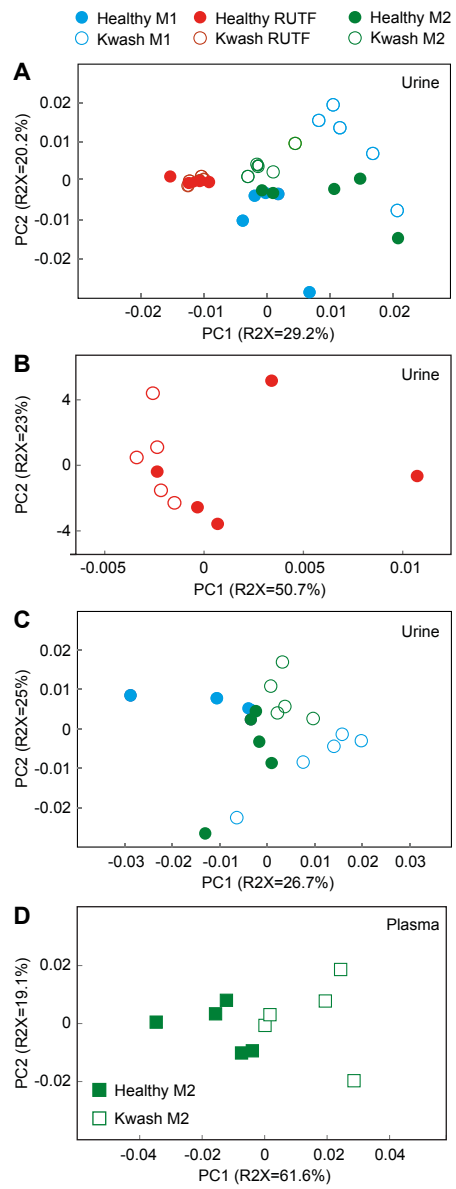 Healthy M1 Healthy RUTF Healthy M2
Kwash M1 Kwash RUTF Kwash M2
A
Urine
PC2 (R2X=20.2%)
0.02
0.01
0
-0.01
-0.02
-0.02 -0.01 0 0.01 0.02
PC1 (R2X=29.2%)
B
Urine
PC2 (R2X=23%)
4
0
-4
-0.005 0 0.005 0.01
PC1 (R2X=50.7%)
C
Urine
PC2 (R2X=25%)
0.02
0.01
0
-0.01
-0.02
-0.03 -0.02 -0.01 0 0.01 0.02 0.03
PC1 (R2X=26.7%)
D
Plasma
PC2 (R2X=19.1%)
0.02
0
-0.02
Healthy M2
Kwash M2
-0.04 -0.02 0 0.02 0.04
PC1 (R2X=61.6%)